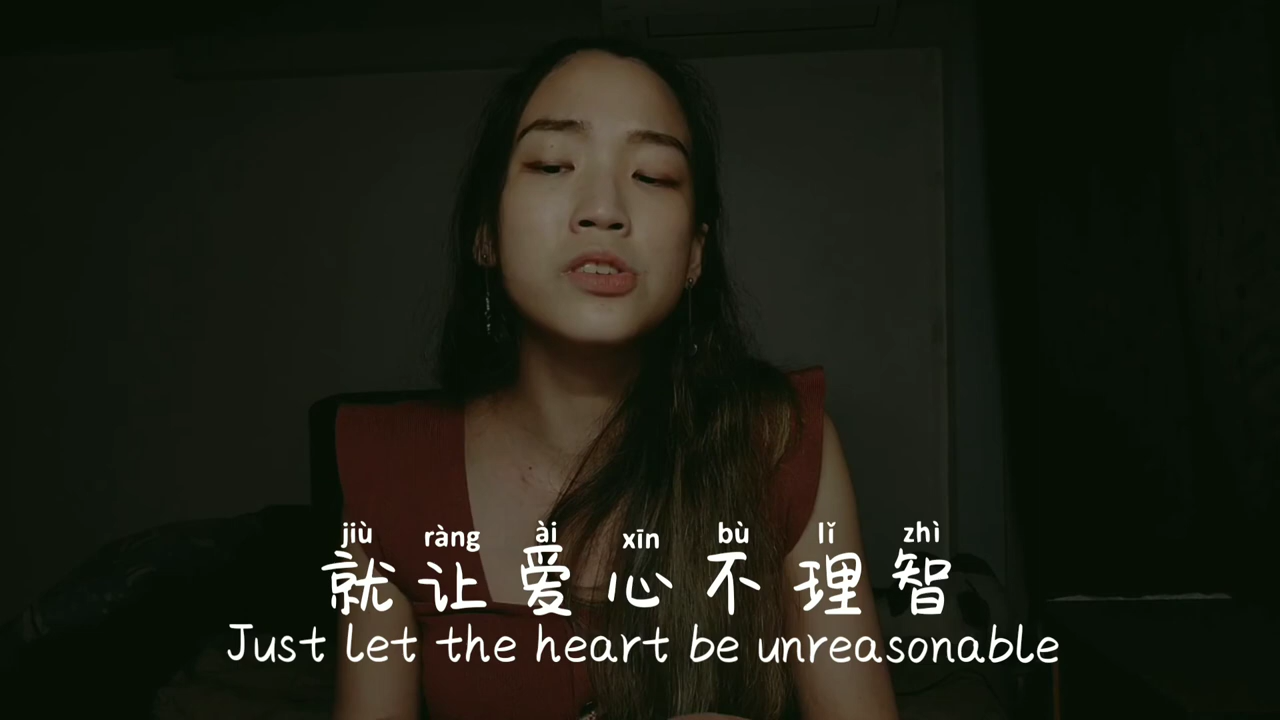 jiù ràng ài xīn bù lǐ zhì
就让爱心不理智
Just let the heart be unreasonable